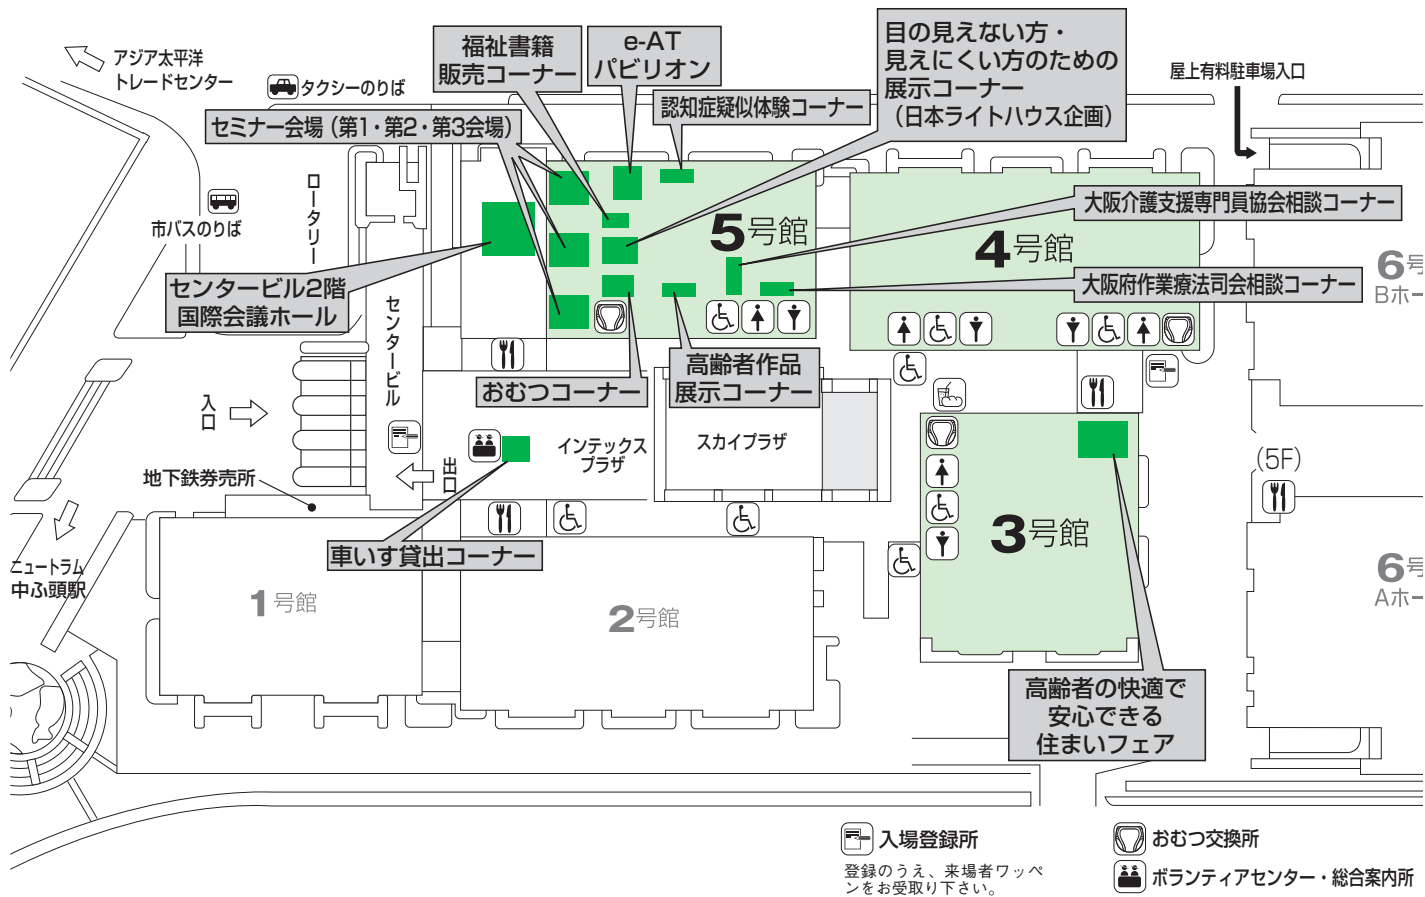 アジア太平洋
トレードセンター
タクシーのりば
福祉書籍
販売コーナー
e-AT
パビリオン
目の見えない方・
見えにくい方のための
展示コーナー
（日本ライトハウス企画）
認知症疑似体験コーナー
屋上有料駐車場入口
セミナー会場（第1・第2・第3会場）
ロータリー
市バスのりば
5号館
4号館
大阪介護支援専門員協会相談コーナー
大阪府作業療法司会相談コーナー
6号
Bホー
センタービル2階
国際会議ホール
センタービル
おむつコーナー
高齢者作品
展示コーナー
入口
インテックス
プラザ
スカイプラザ
出口
地下鉄券売所
(5F)
車いす貸出コーナー
3号館
ニュートラム
中ふ頭駅
1号館
2号館
6号
Aホー
高齢者の快適で
安心できる
住まいフェア
入場登録所
登録のうえ、来場者ワッペ
ンをお受取り下さい。
おむつ交換所
ボランティアセンター・総合案内所